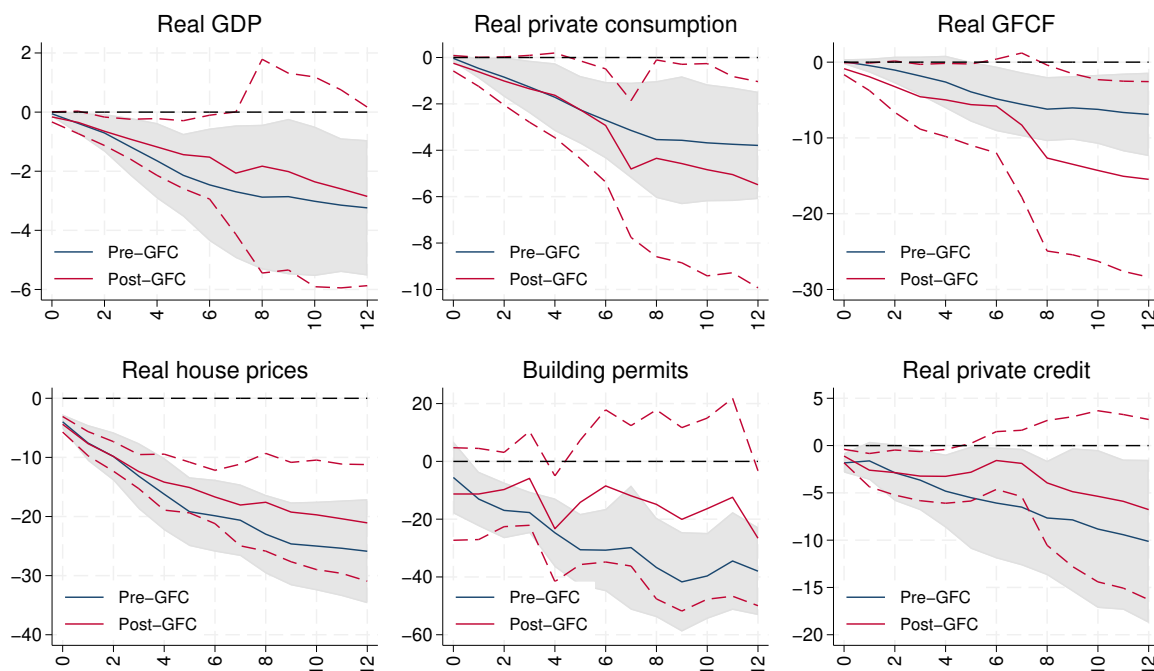 Real GDP
2
0
−2
−4
−6
Pre−GFC
Post−GFC
0 2 4 6 8 10 12
Real private consumption
0
−2
−4
−6
−8
−10
Pre−GFC
Post−GFC
0 2 4 6 8 10 12
Real GFCF
0
−10
−20
−30
Pre−GFC
Post−GFC
0 2 4 6 8 10 12
Real house prices
0
−10
−20
−30
−40
Pre−GFC
Post−GFC
0 2 4 6 8 10 12
Building permits
20
0
−20
−40
−60
Pre−GFC
Post−GFC
0 2 4 6 8 10 12
Real private credit
5
0
−5
−10
−15
−20
Pre−GFC
Post−GFC
0 2 4 6 8 10 12